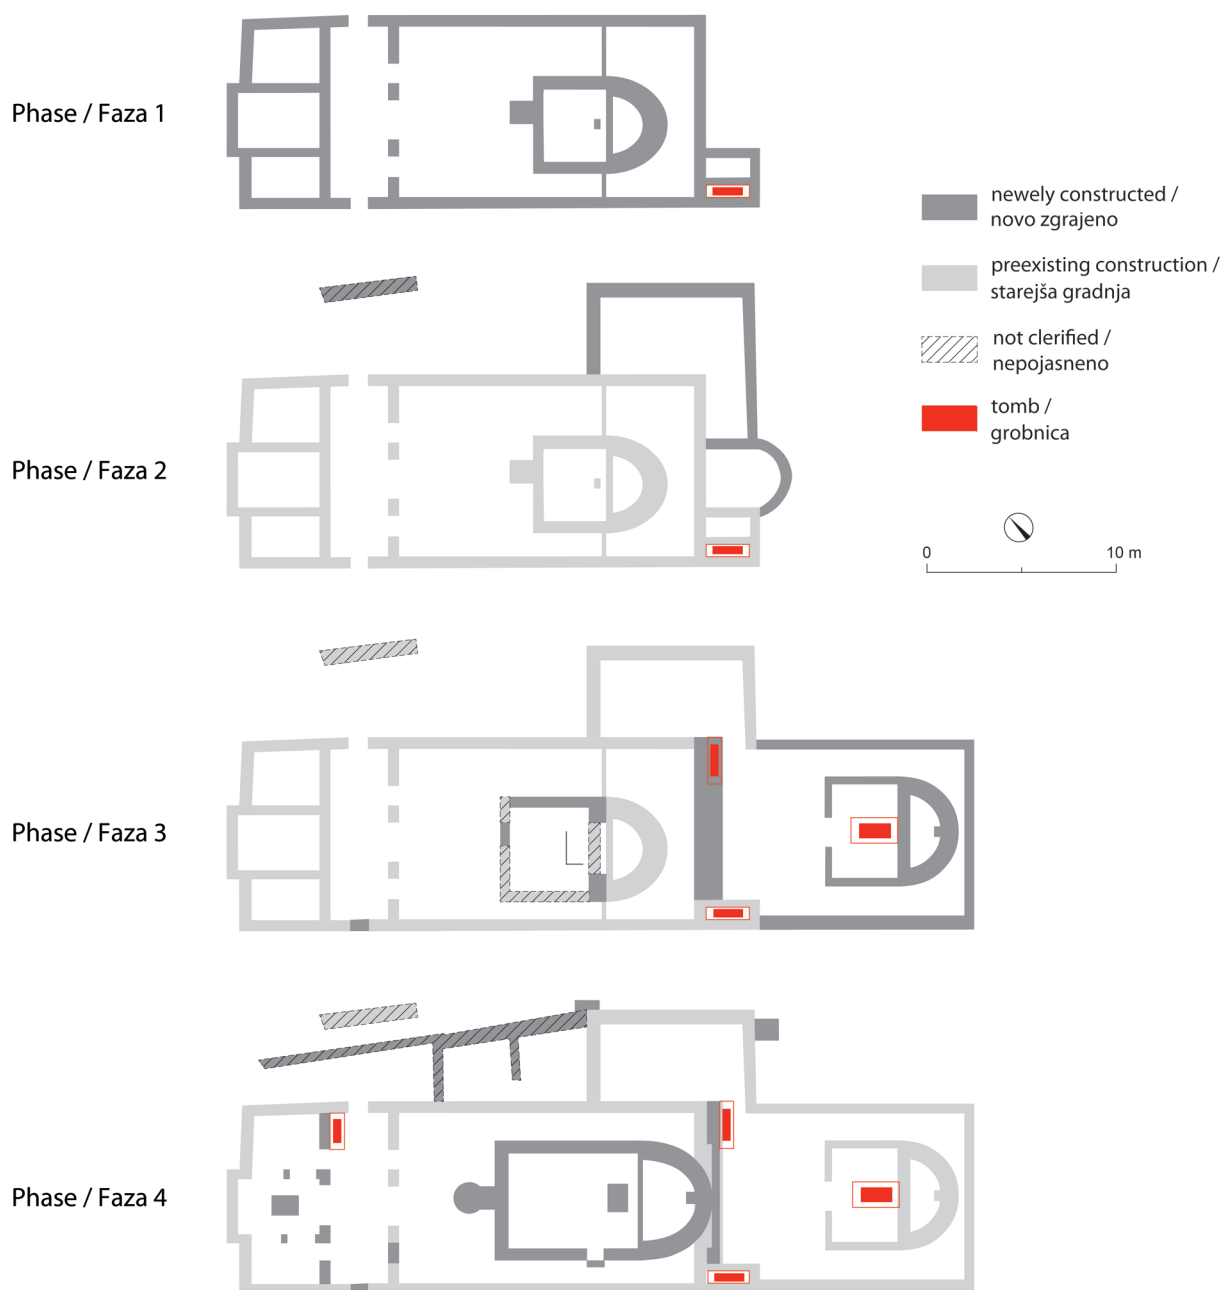 Phase / Faza 1
newely constructed /
novo zgrajeno
preexisting construction /
starejša gradnja
not clerified /
nepojasneno
tomb /
grobnica
Phase / Faza 2
0
10 m
Phase / Faza 3
Phase / Faza 4